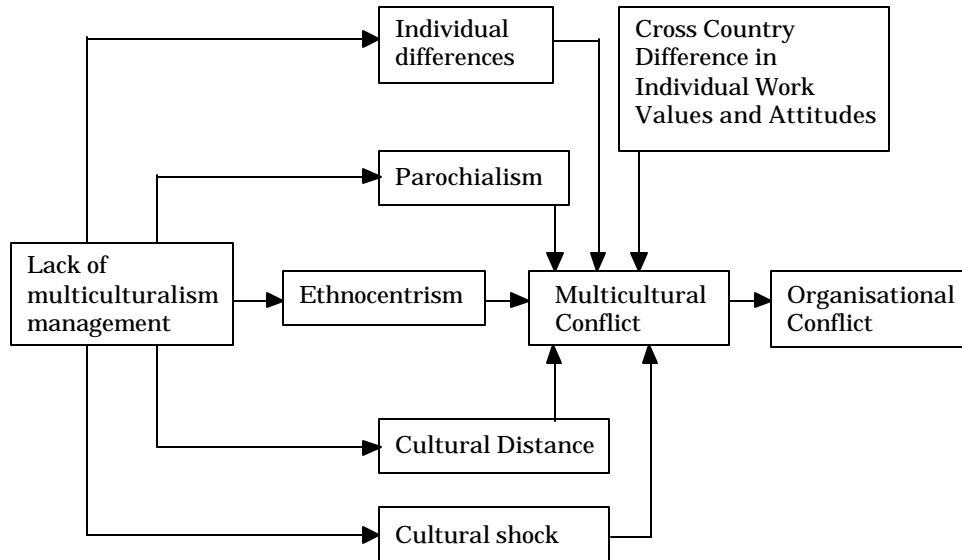 Individual
differences
Cross Country
Difference in
Individual Work
Values and Attitudes
Parochialism
Lack of
multiculturalism
management
Ethnocentrism
Multicultural
Conflict
Organisational
Conflict
Cultural Distance
Cultural shock